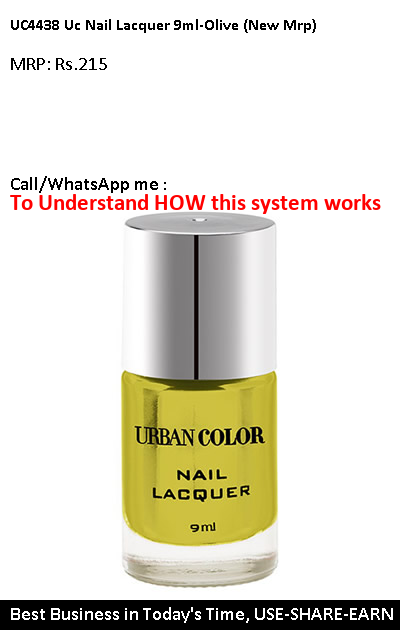 UC4438 Uc Nail Lacquer 9ml-Olive (New Mrp)
MRP: Rs.215
Call/WhatsApp me :
To Understand HOW this system works
URBAN COLOR
NAIL
LACQUER
9ml
Best Business in Today's Time, USE-SHARE-EARN